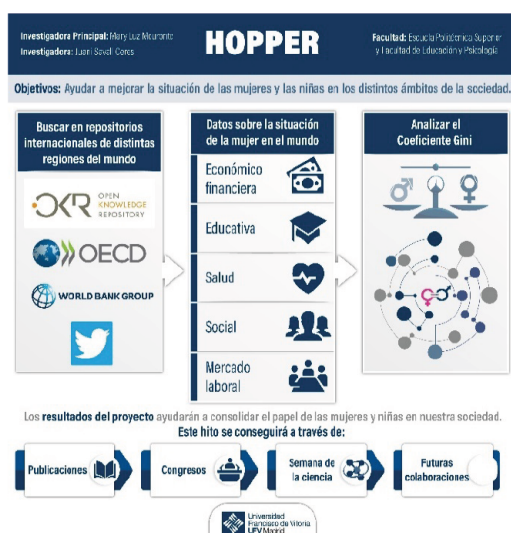 Investigadora Principal: Mary Luz Mouronte
Investigadora: Juani Savall Ceres
HOPPER
Facultad: Escuela Politécnica Superior
y Facultad de Educación y Psicología
Objetivos: Ayudar a mejorar la situación de las mujeres y las niñas en los distintos ámbitos de la sociedad.
Buscar en repositorios
internacionales de distintas
regiones del mundo
OKR OPEN
KNOWLEDGE
REPOSITORY
OECD
WORLD BANK GROUP
Datos sobre la situación
de la mujer en el mundo
Económico
financiera
Educativa
Salud
Social
Mercado
laboral
Analizar el
Coeficiente Gini
Los resultados del proyecto ayudarán a consolidar el papel de las mujeres y niñas en nuestra sociedad.
Este hito se conseguirá a través de:
Publicaciones
Congresos
Semana de
la ciencia
Futuras
colaboraciones
Universidad
Francisco de Vitoria
UFV Madrid